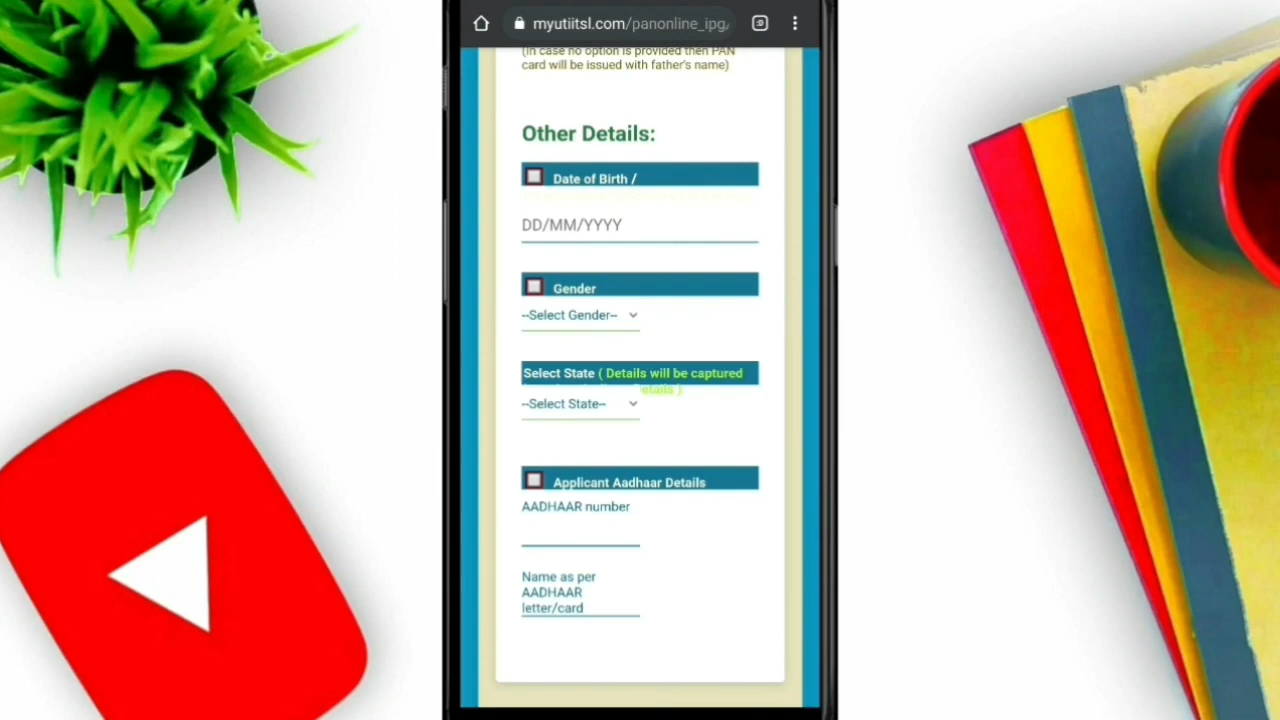 myutiitsl.com/panonline_ipg/
:D
(In case no option is provided then PAN
card will be issued with father's name)
Other Details:
Date of Birth /
DD/MM/YYYY
Gender
--Select Gender--
Select State ( Details will be captured
etails )
--Select State--
Applicant Aadhaar Details
AADHAAR number
Name as per
AADHAAR
letter/card